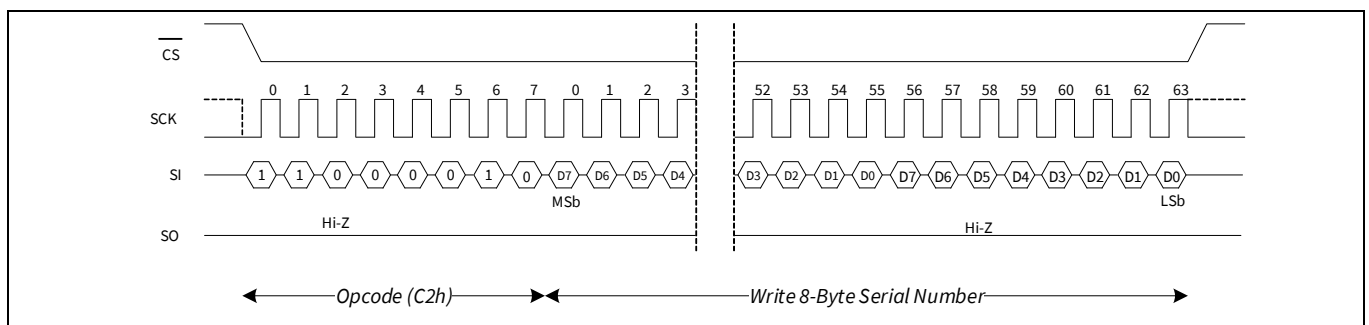 CS
0 1 2 3 4 5 6 7 0 1 2 3 52 53 54 55 56 57 58 59 60 61 62 63
SCK
SI 1 1 0 0 0 0 1 0 D7 D6 D5 D4 D3 D2 D1 D0 D7 D6 D5 D4 D3 D2 D1 D0
MSb LSb
Hi-Z Hi-Z
SO
Opcode (C2h) Write 8-Byte Serial Number